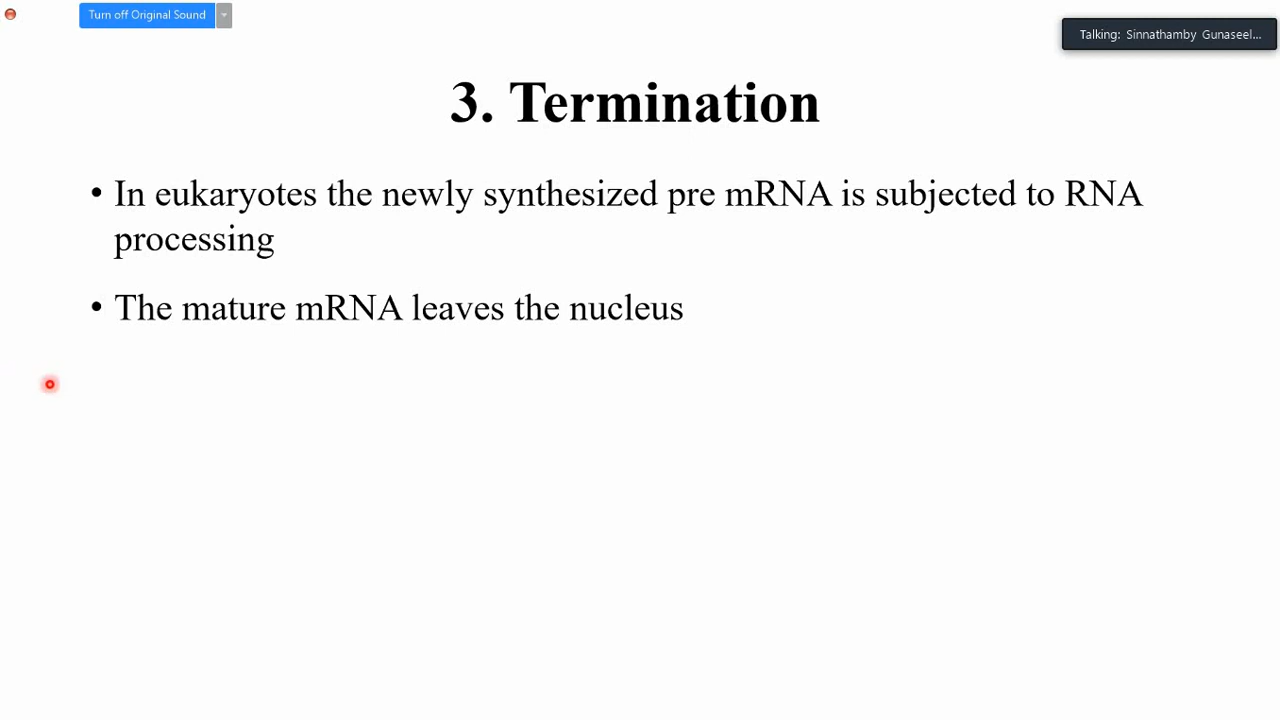 Turn off Original Sound
Talking: Sinnathamby Gunaseel...
3. Termination
• In eukaryotes the newly synthesized pre mRNA is subjected to RNA
processing
• The mature mRNA leaves the nucleus